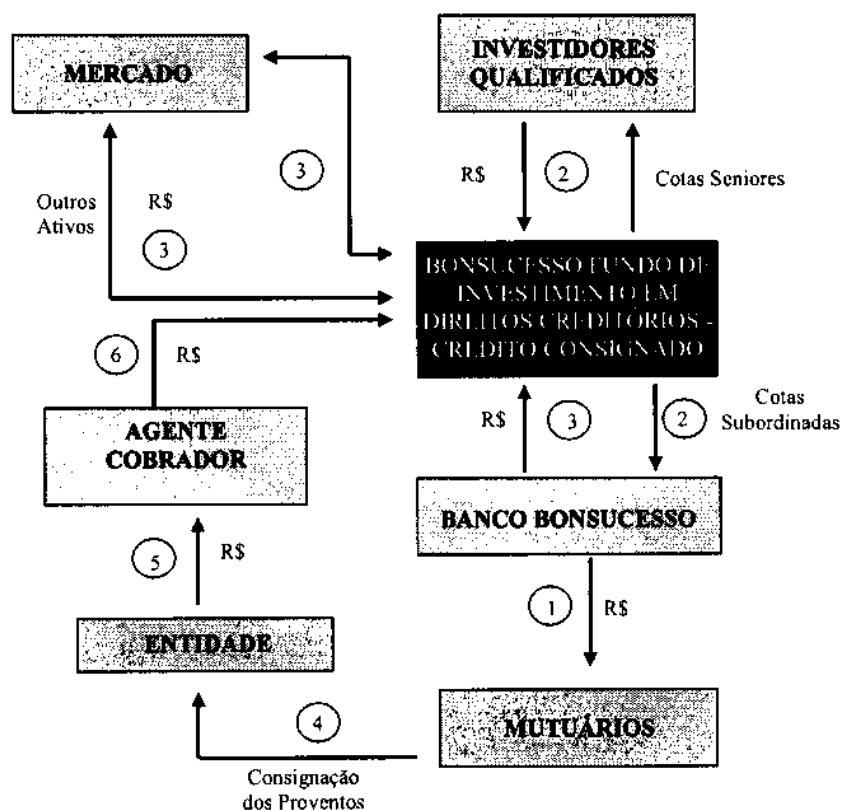 MERCADO
INVESTIDORES
QUALIFICADOS
3
R$
2
Cotas Seniores
Outros
Ativos
R$
3
BONSUCESSO FUNDO DE
INVESTIMENTO EM
DIREITOS CREDITÓRIOS -
CRÉDITO CONSIGNADO
6
R$
AGENTE
COBRADOR
R$
3
2
Cotas
Subordinadas
BANCO BONSUCESSO
5
R$
1
R$
ENTIDADE
MUTUÁRIOS
4
Consignação
dos Proventos